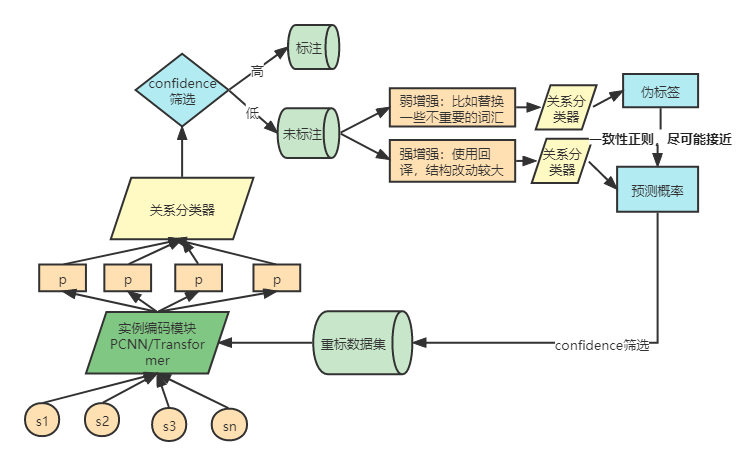 标注
高
confidence
筛选
低
未标注
弱增强：比如替换
一些不重要的词汇
关系分
类器
伪标签
一致性正则，尽可能接近
强增强：使用回
译，结构改动较大
关系分
类器
预测概率
关系分类器
p
p
p
p
实例编码模块
PCNN/Transfor
mer
重标数据集
confidence筛选
s1
s2
s3
sn